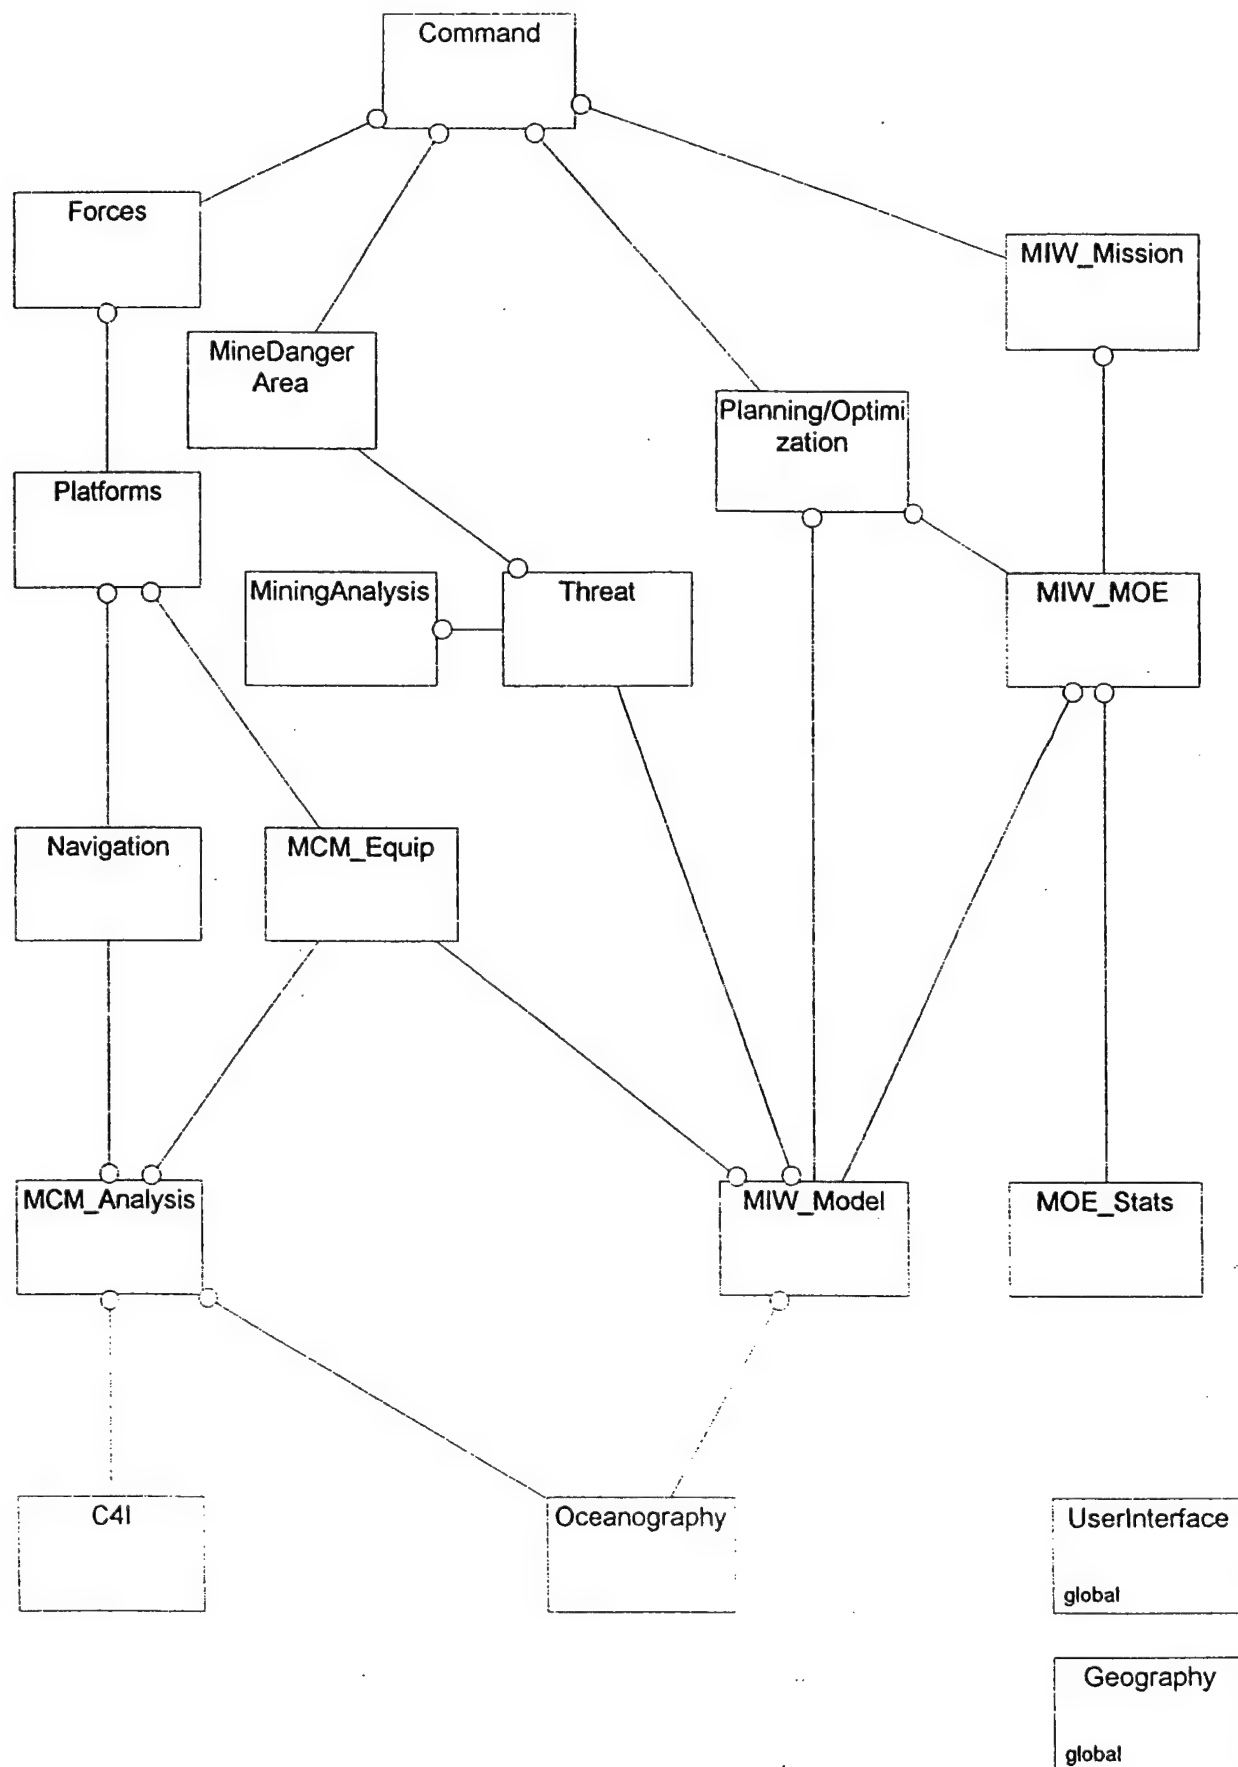 Command
Forces
MIW_Mission
MineDanger
Area
Planning/Optimi
zation
Platforms
MiningAnalysis
Threat
MIW_MOE
Navigation
MCM_Equip
MCM_Analysis
MIW_Model
MOE_Stats
C4I
Oceanography
UserInterface
global
Geography
global